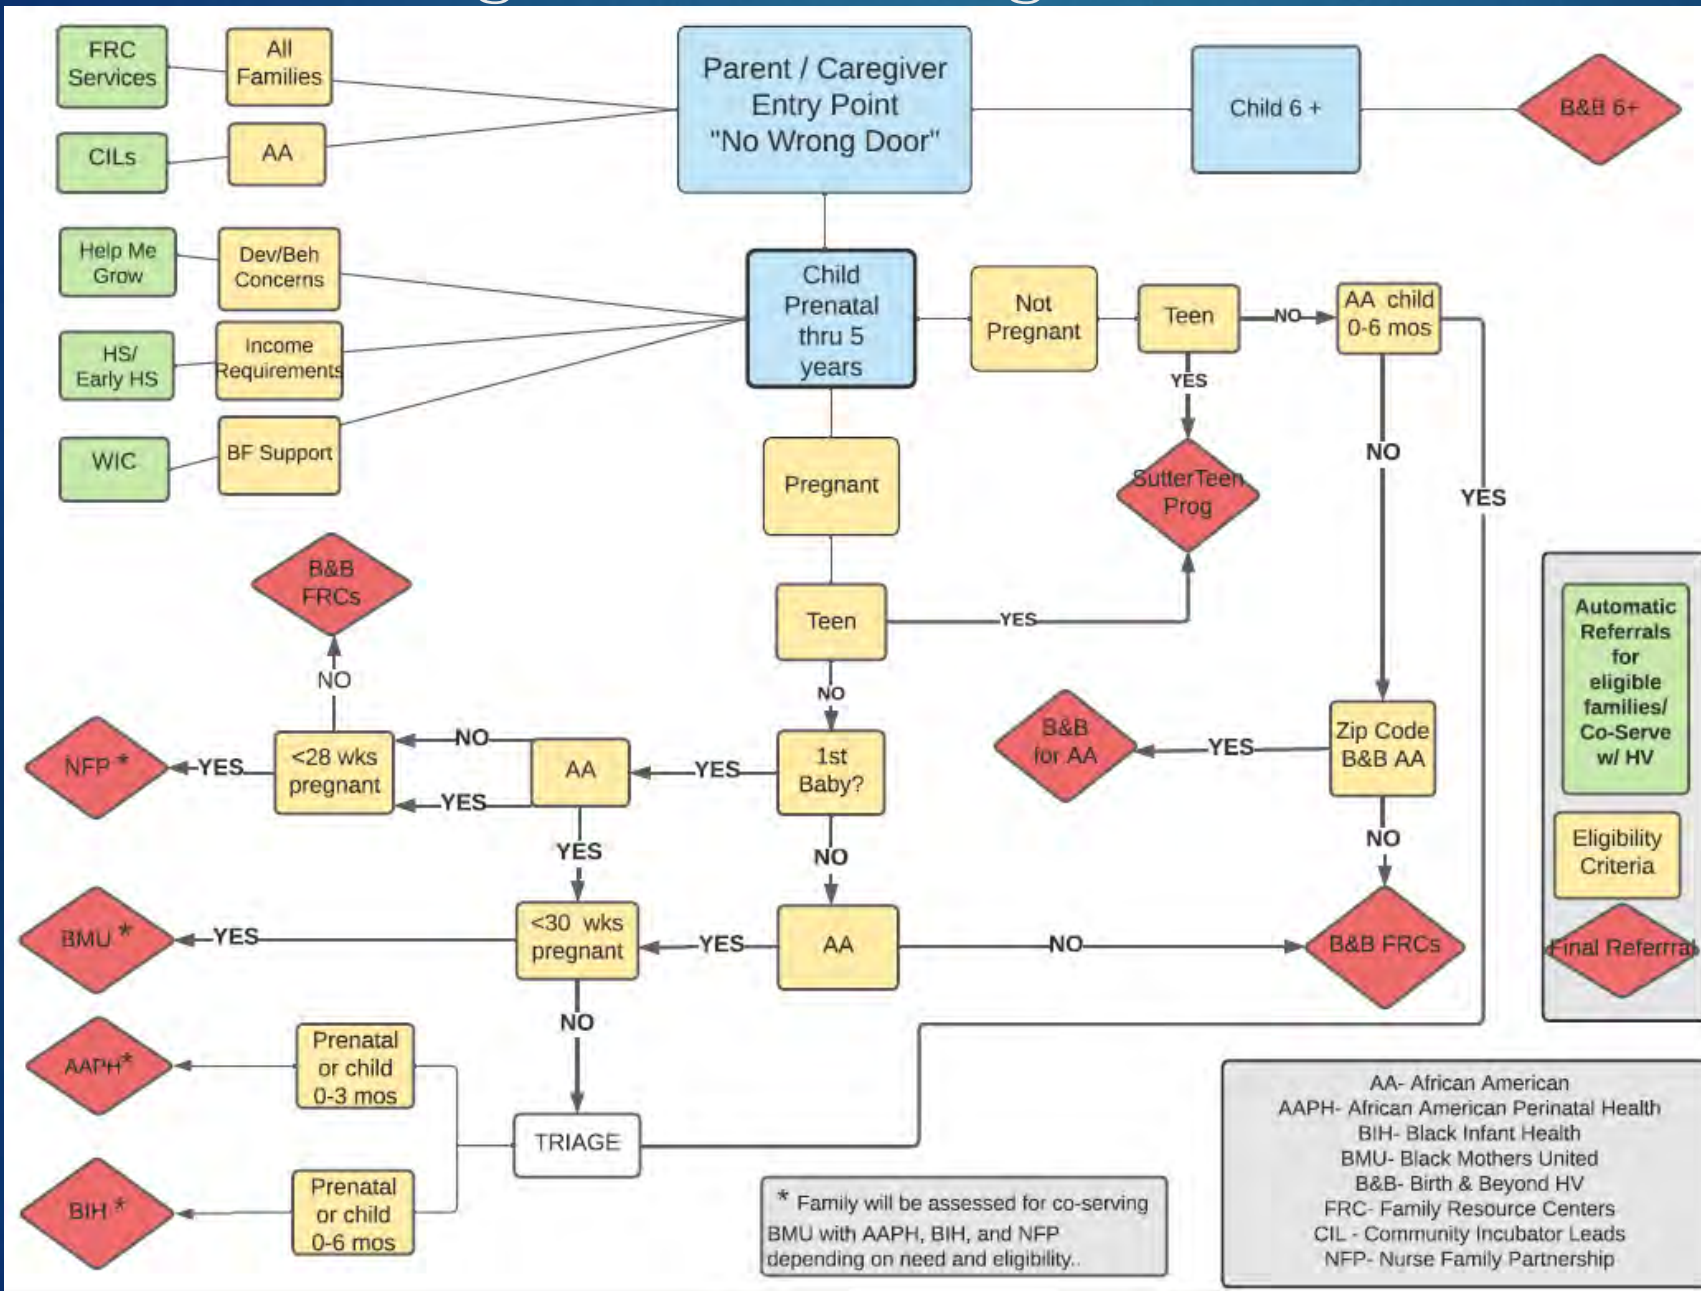 FRC
Services
All
Families
Parent / Caregiver
Entry Point
"No Wrong Door"
Child 6 +
B&B 6+
CILs
AA
Help Me
Grow
Dev/Beh
Concerns
Child
Prenatal
thru 5
years
Not
Pregnant
Teen
NO
AA child
0-6 mos
HS/
Early HS
Income
Requirements
YES
WIC
BF Support
Pregnant
SutterTeen
Prog
NO
YES
B&B
FRCs
Teen
YES
NO
NO
NFP *
YES
<28 wks
pregnant
NO
YES
AA
YES
1st
Baby?
B&B
for AA
YES
Zip Code
B&B AA
YES
NO
NO
BMU *
YES
<30 wks
pregnant
YES
AA
NO
B&B FRCs
NO
AAPH*
Prenatal
or child
0-3 mos
TRIAGE
BIH *
Prenatal
or child
0-6 mos
* Family will be assessed for co-serving
BMU with AAPH, BIH, and NFP
depending on need and eligibility..
Automatic
Referrals
for
eligible
families/
Co-Serve
w/ HV
Eligibility
Criteria
Final Referrral
AA- African American
AAPH- African American Perinatal Health
BIH- Black Infant Health
BMU- Black Mothers United
B&B- Birth & Beyond HV
FRC- Family Resource Centers
CIL - Community Incubator Leads
NFP- Nurse Family Partnership